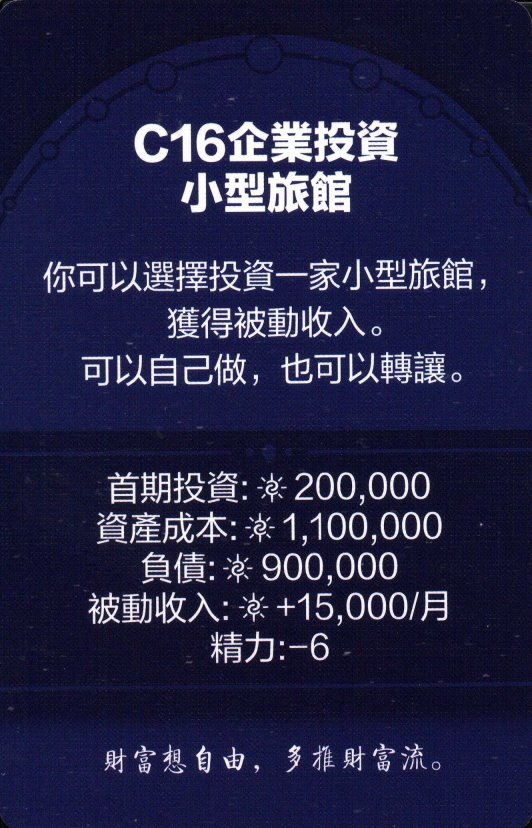 C16企業投資
小型旅館
你可以選擇投資一家小型旅館，
獲得被動收入。
可以自己做，也可以轉讓。
首期投資: 200,000
資產成本: 1,100,000
負債: 900,000
被動收入: +15,000/月
精力:-6
財富想自由，多推財富流。